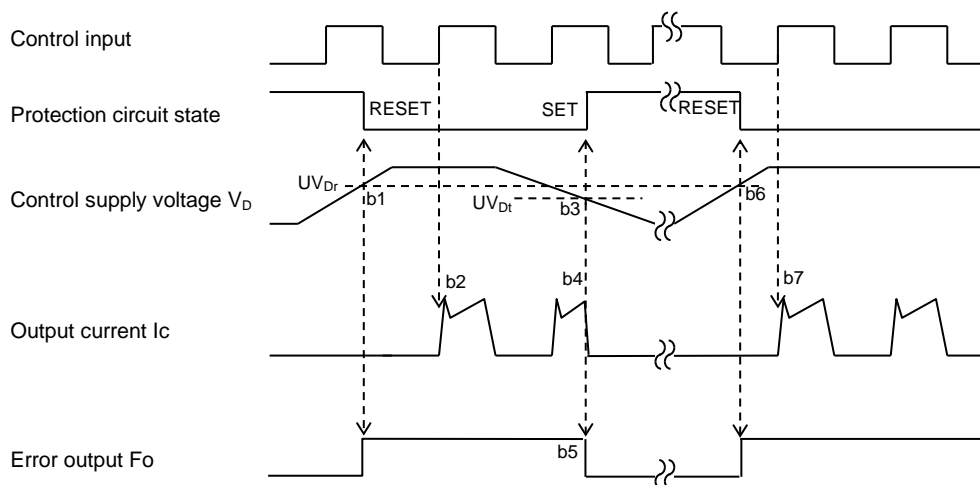 Control input
Protection circuit state
RESET
SET
RESET
Control supply voltage VD
UVDr
b1
UVDt
b3
b6
b2
b4
b7
Output current Ic
Error output Fo
b5